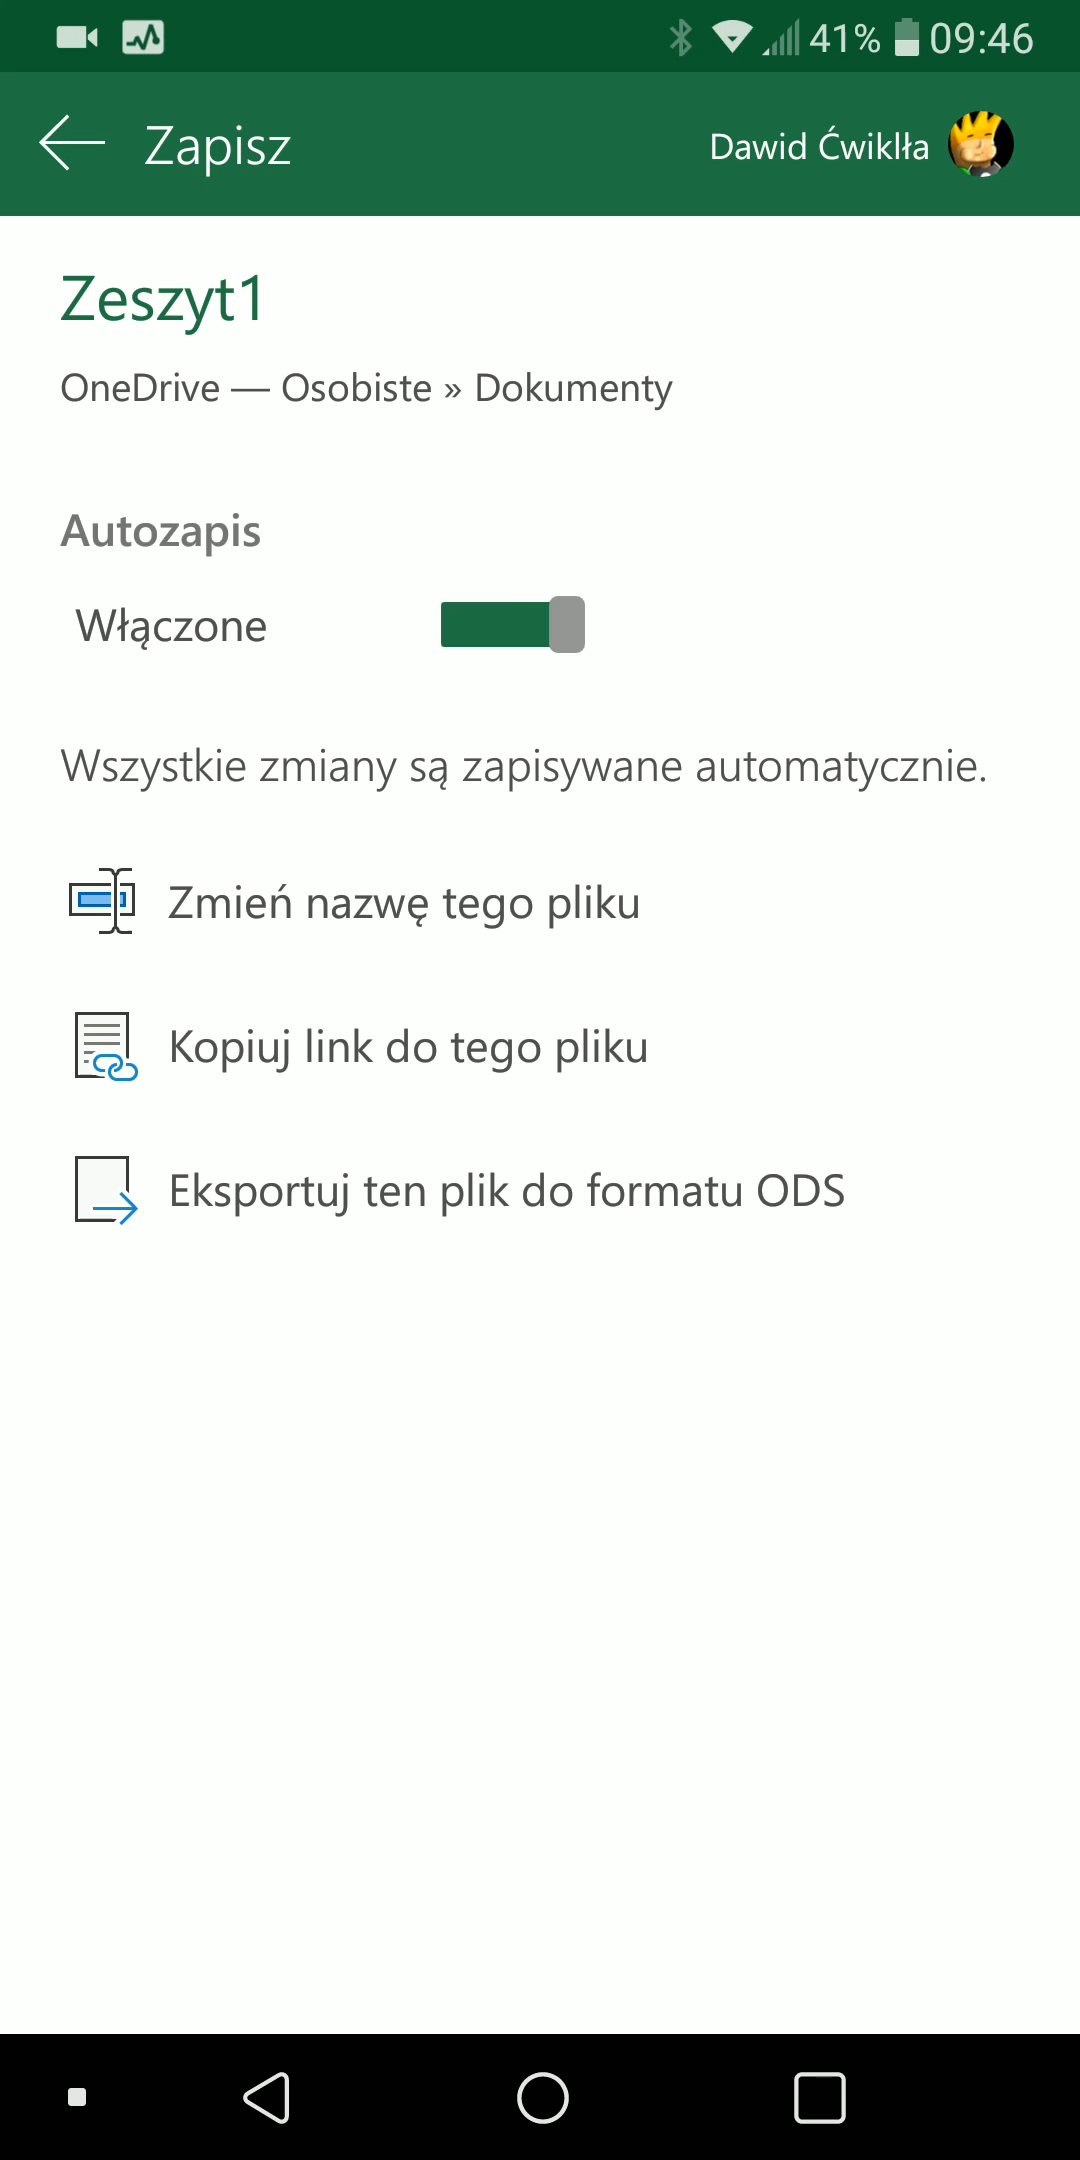 41% 09:46
Zapisz Dawid Ćwikłła
Zeszyt1
OneDrive — Osobiste » Dokumenty
Autozapis
Włączone
Wszystkie zmiany są zapisywane automatycznie.
Zmień nazwę tego pliku
Kopiuj link do tego pliku
Eksportuj ten plik do formatu ODS